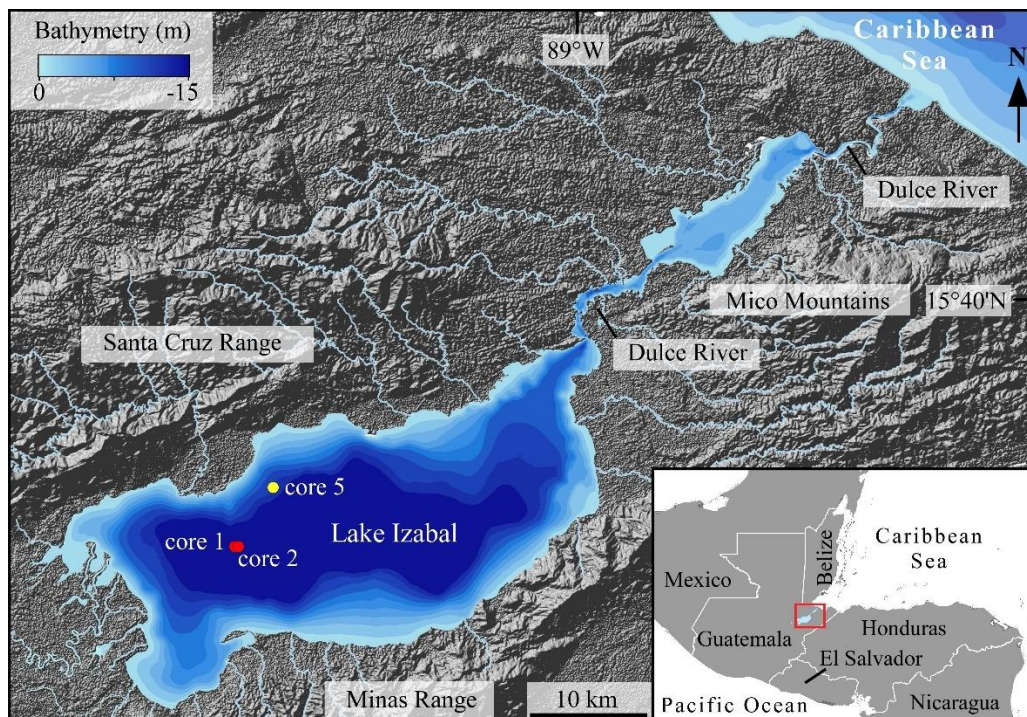 Bathymetry (m)
0
-15
89°W
Caribbean
Sea
N
Dulce River
Mico Mountains
15°40'N
Santa Cruz Range
Dulce River
core 5
Lake Izabal
core 1
core 2
Minas Range
10 km
Mexico
Belize
Caribbean
Sea
Guatemala
Honduras
El Salvador
Nicaragua
Pacific Ocean